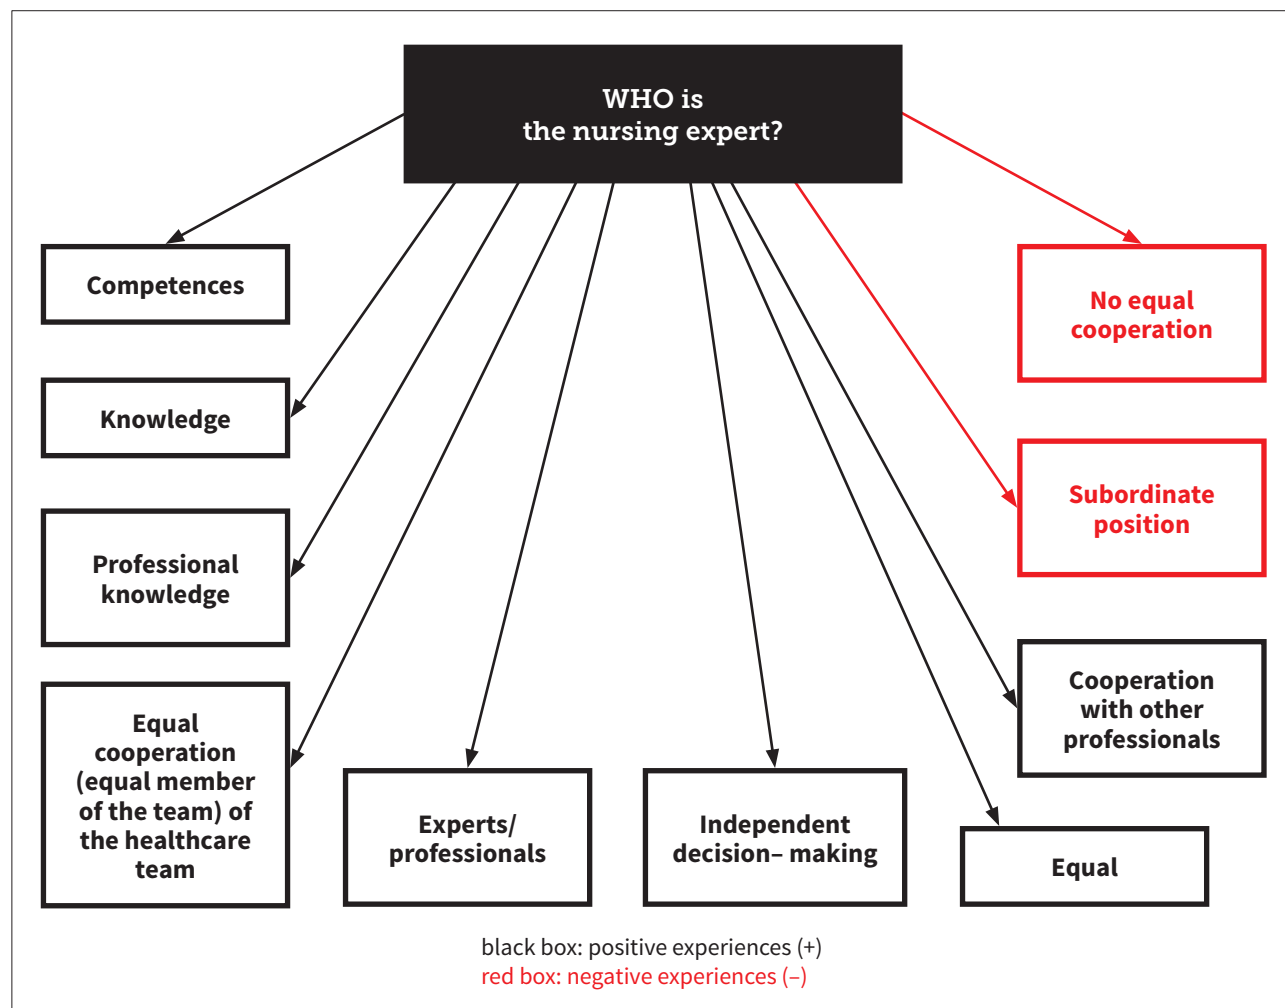 WHO is
the nursing expert?
Competences
Knowledge
Professional
knowledge
Equal
cooperation
(equal member
of the team) of
the healthcare
team
Experts/
professionals
Independent
decision– making
Equal
Cooperation
with other
professionals
Subordinate
position
No equal
cooperation
black box: positive experiences (+)
red box: negative experiences (–)